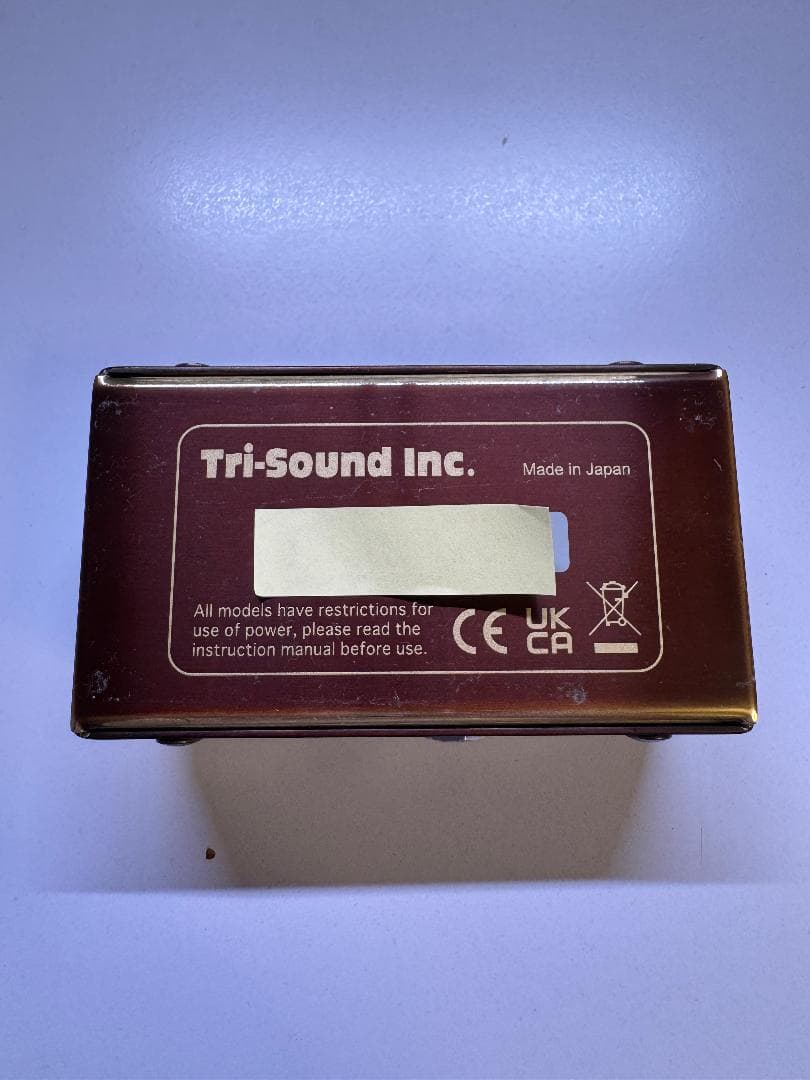 Tri-Sound Inc.
Made in Japan
All models have restrictions for
use of power, please read the
instruction manual before use.
CE
UK
CA